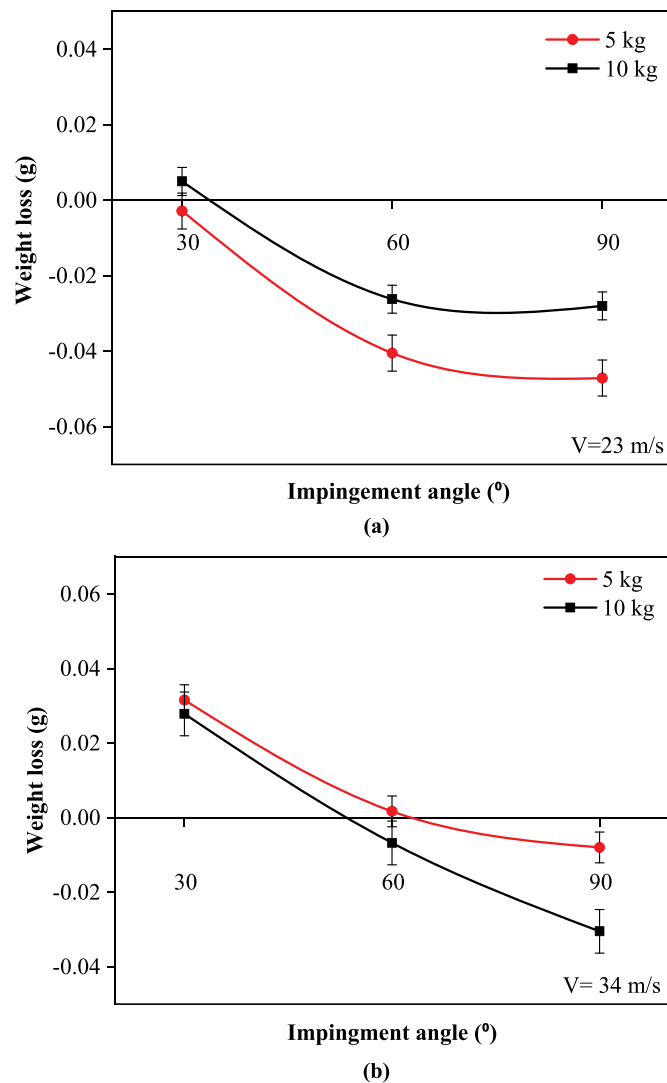 5 kg
10 kg
0.04
0.02
0.00
-0.02
-0.04
-0.06
Weight loss (g)
30
60
90
V=23 m/s
Impingement angle (⁰)
(a)
5 kg
10 kg
0.06
0.04
0.02
0.00
-0.02
-0.04
Weight loss (g)
30
60
90
V= 34 m/s
Impingment angle (⁰)
(b)